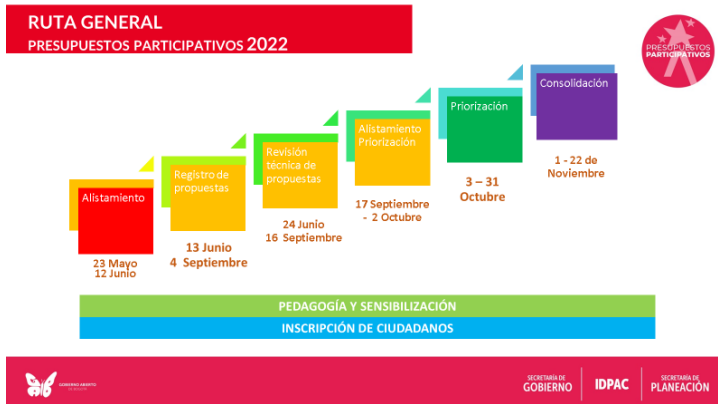 RUTA GENERAL
PRESUPUESTOS PARTICIPATIVOS 2022
PRESUPUESTOS
PARTICIPATIVOS
Alistamiento
23 Mayo
12 Junio
Registro de
propuestas
13 Junio
4 Septiembre
Revisión
técnica de
propuestas
24 Junio
16 Septiembre
Alistamiento
Priorización
17 Septiembre
- 2 Octubre
Priorización
3 – 31
Octubre
Consolidación
1 - 22 de
Noviembre
PEDAGOGÍA Y SENSIBILIZACIÓN
INSCRIPCIÓN DE CIUDADANOS
GOBIERNO ABIERTO
DE BOGOTÁ
SECRETARÍA DE
GOBIERNO
IDPAC
SECRETARÍA DE
PLANEACIÓN